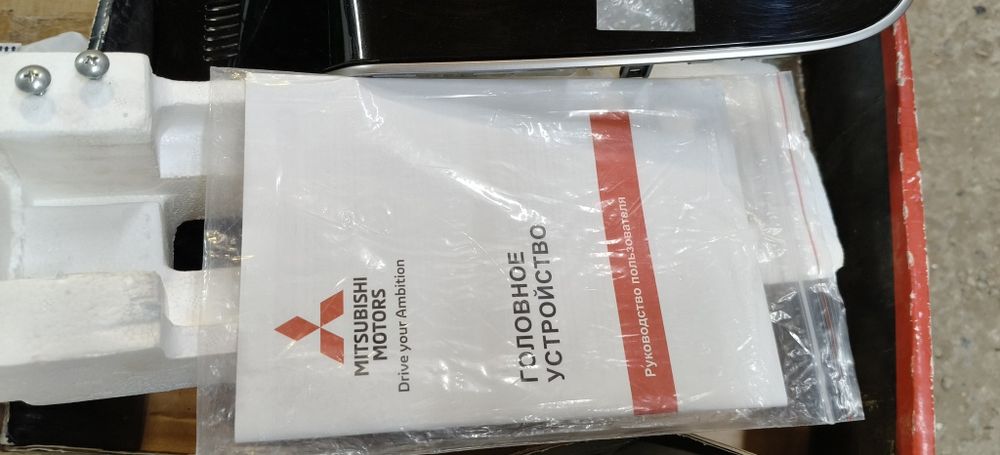 MITSUBISHI
MOTORS
Drive your Ambition
ГОЛОВНОЕ
УСТРОЙСТВО
Руководство пользователя